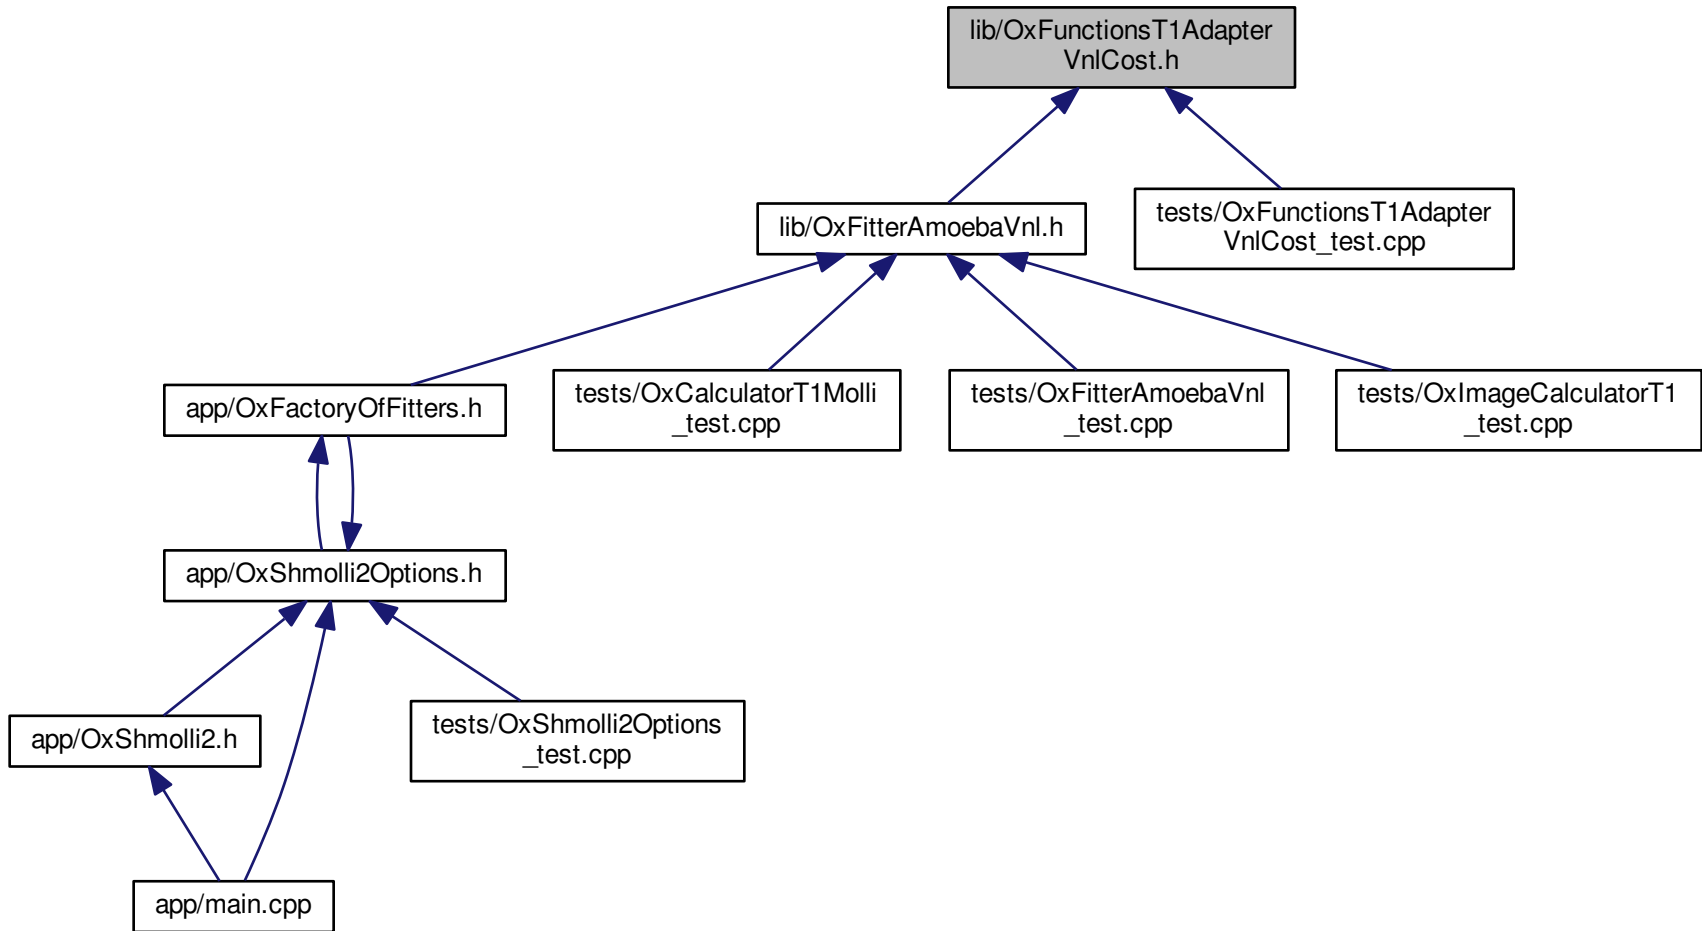 lib/OxFunctionsT1Adapter
VnlCost.h
lib/OxFitterAmoebaVnl.h
tests/OxFunctionsT1Adapter
VnlCost_test.cpp
app/OxFactoryOfFitters.h
tests/OxCalculatorT1Molli
_test.cpp
tests/OxFitterAmoebaVnl
_test.cpp
tests/OxImageCalculatorT1
_test.cpp
app/OxShmolli2Options.h
app/OxShmolli2.h
tests/OxShmolli2Options
_test.cpp
app/main.cpp